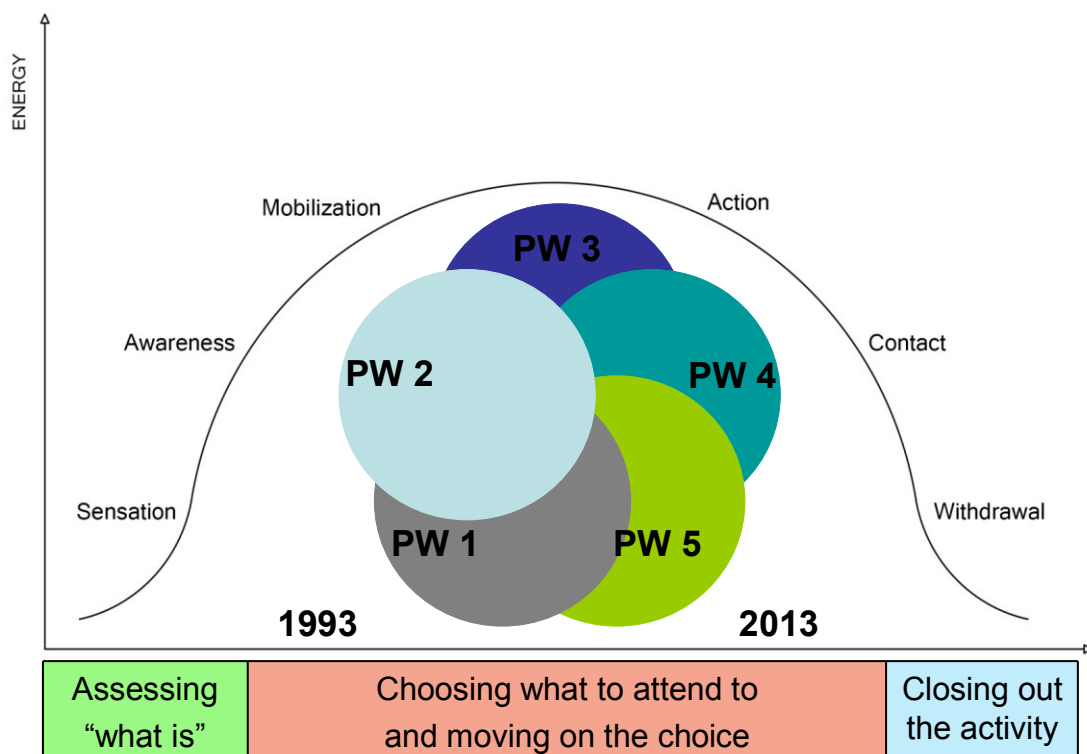 ENERGY
Mobilization
Action
PW 3
Awareness
Contact
PW 2
PW 4
Sensation
Withdrawal
PW 1
PW 5
1993
2013
Assessing
“what is”
Choosing what to attend to
and moving on the choice
Closing out
the activity